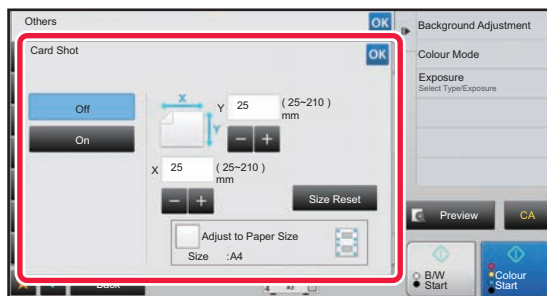 Others
OK
Background Adjustment
Card Shot
OK
Colour Mode
Exposure
Select Type/Exposure
X
Y
Off
Y 25 ( 25~210 )
mm
On
X 25 ( 25~210 )
mm
Size Reset
Preview
CA
Adjust to Paper Size
Size :A4
B/W
Start
Colour
Start
Back